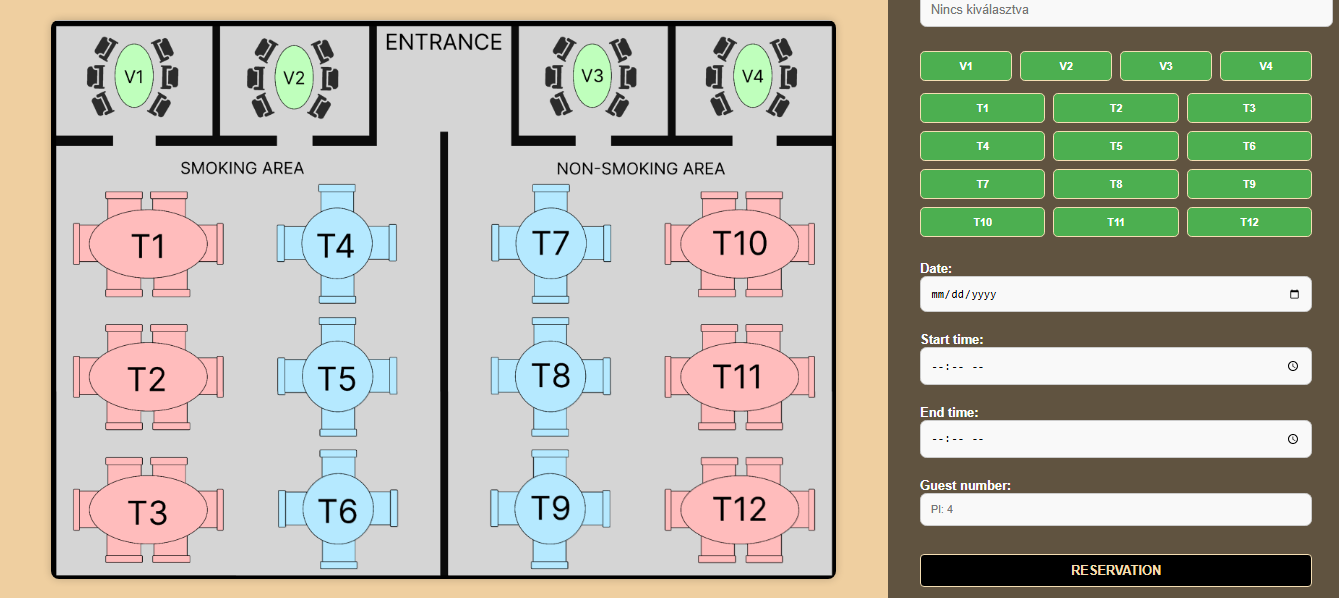 ENTRANCE
V1
V2
V3
V4
SMOKING AREA
NON-SMOKING AREA
T1
T4
T7
T10
T2
T5
T8
T11
T3
T6
T9
T12
Nincs kiválasztva
V1 V2 V3 V4
T1 T2 T3
T4 T5 T6
T7 T8 T9
T10 T11 T12
Date:
mm/dd/yyyy
Start time:
--:-- --
End time:
--:-- --
Guest number:
Pl: 4
RESERVATION